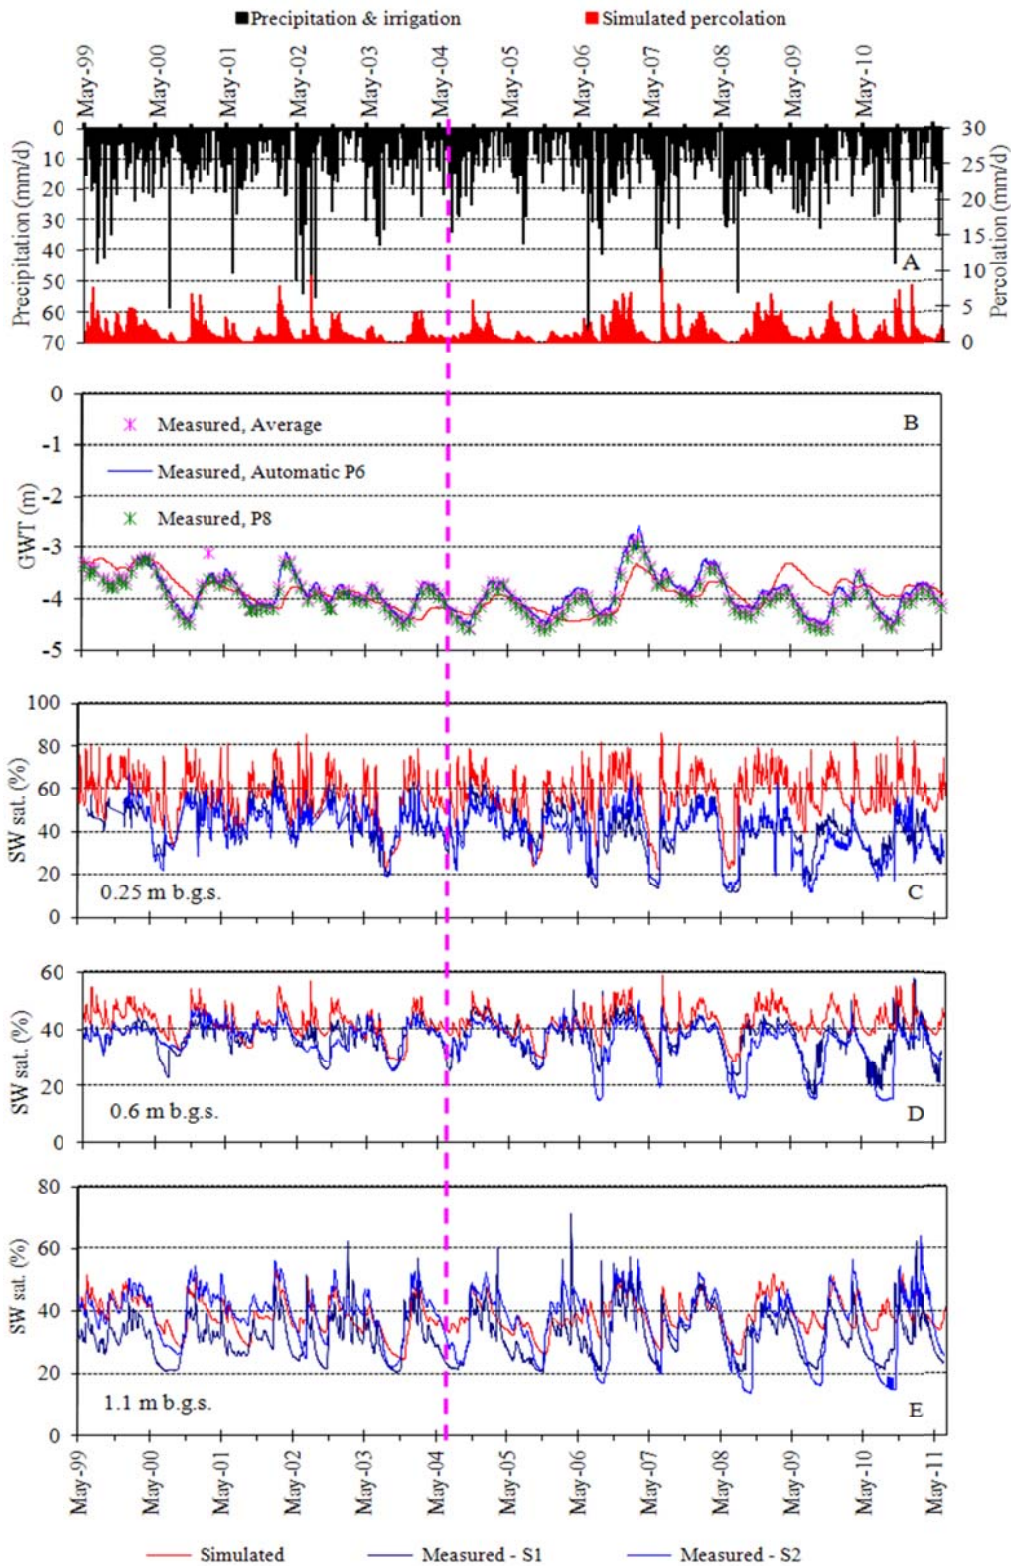 Precipitation & irrigation Simulated percolation
May-99 May-00 May-01 May-02 May-03 May-04 May-05 May-06 May-07 May-08 May-09 May-10
Precipitation (mm/d)
0
10
20
30
40
50
60
70
30
25
20
15
10
5
0
Percolation (mm/d)
A
GWT (m)
0
-1
-2
-3
-4
-5
Measured, Average
Measured, Automatic P6
Measured, P8
B
SW sat. (%)
100
80
60
40
20
0
0.25 m b.g.s.
C
SW sat. (%)
60
40
20
0
0.6 m b.g.s.
D
SW sat. (%)
80
60
40
20
0
1.1 m b.g.s.
E
May-99 May-00 May-01 May-02 May-03 May-04 May-05 May-06 May-07 May-08 May-09 May-10 May-11
Simulated Measured - S1 Measured - S2